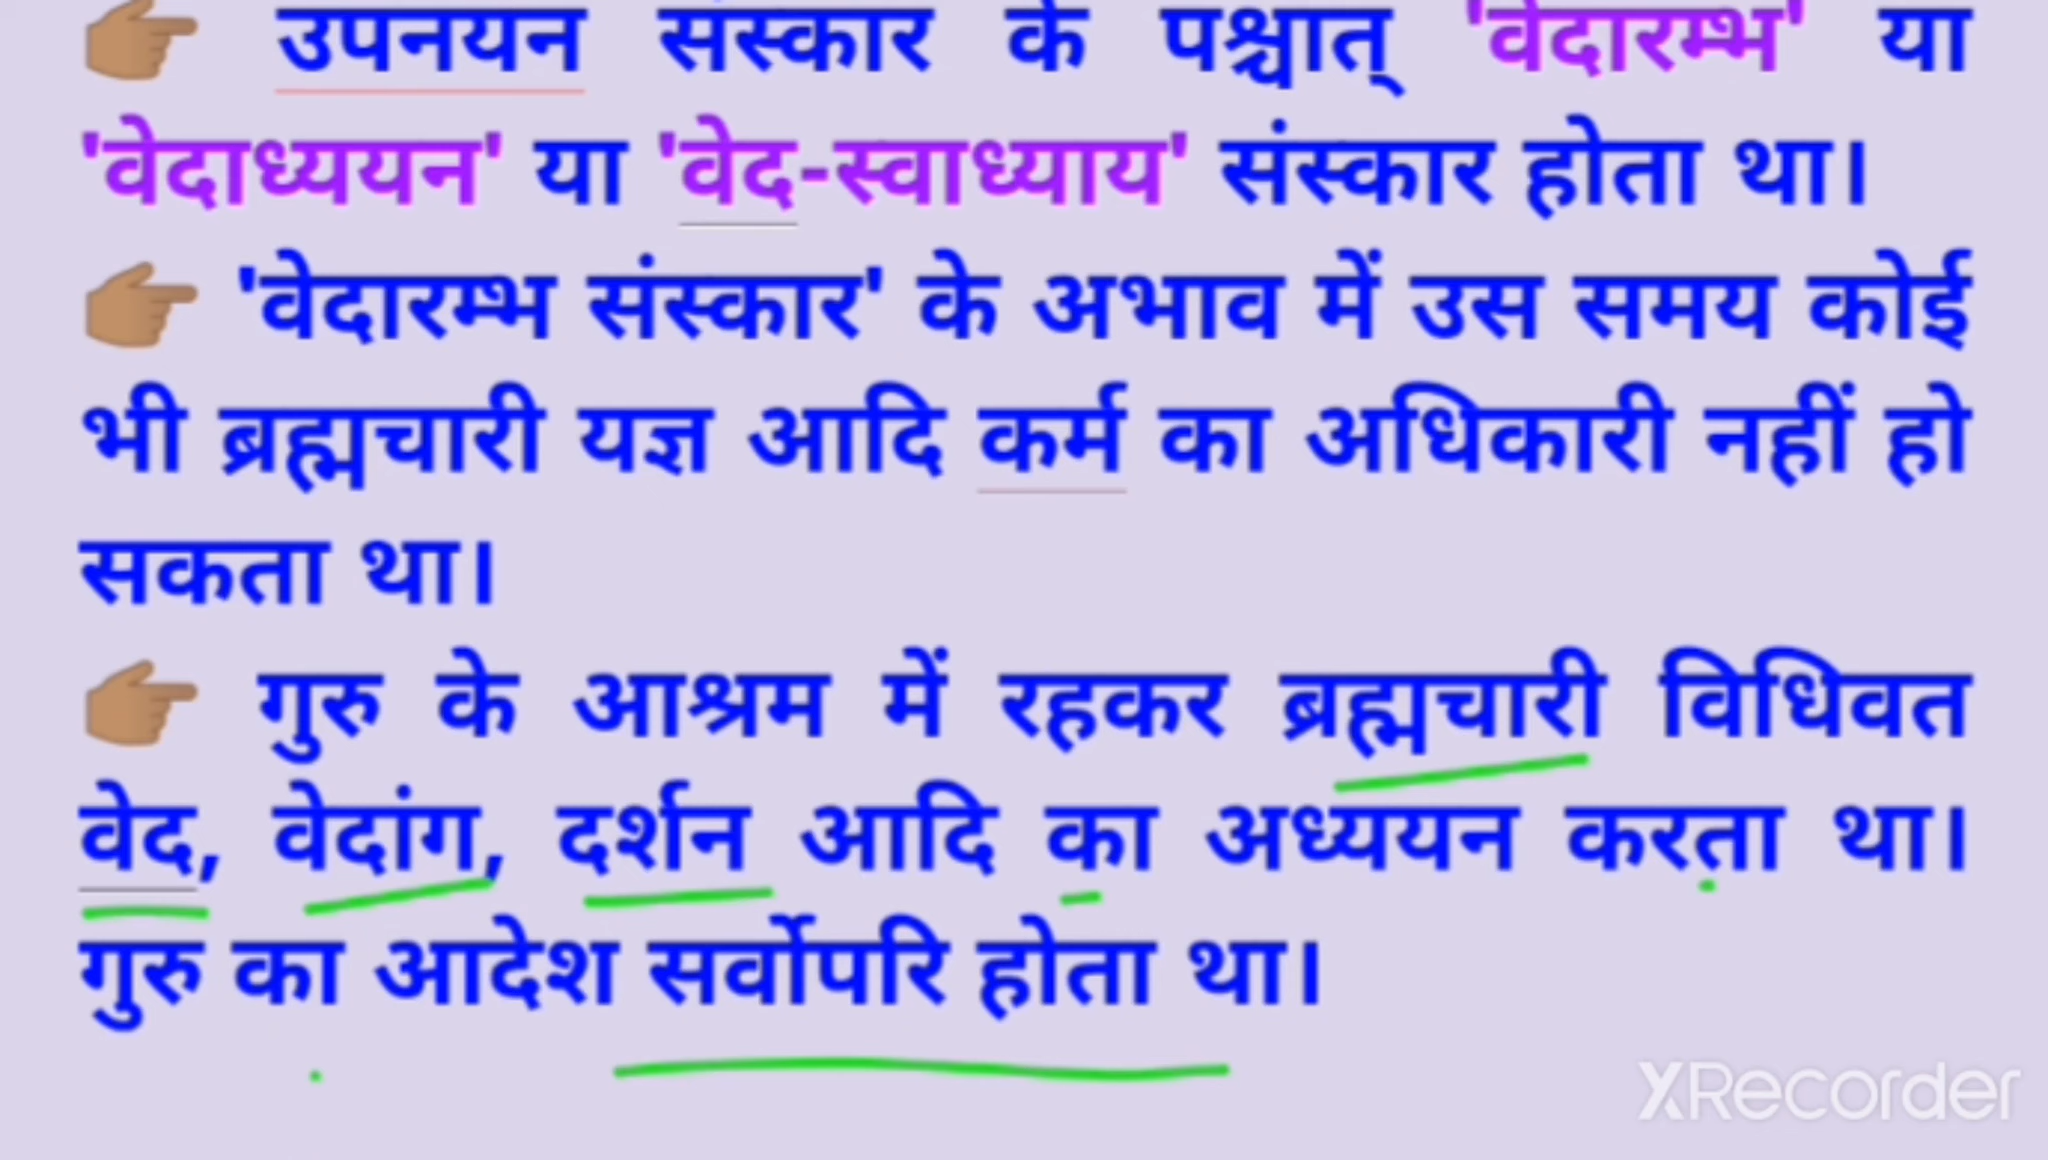 उपनयन संस्कार के पश्चात् 'वेदारम्भ' या
'वेदाध्ययन' या 'वेद-स्वाध्याय' संस्कार होता था।
'वेदारम्भ संस्कार' के अभाव में उस समय कोई
भी ब्रह्मचारी यज्ञ आदि कर्म का अधिकारी नहीं हो
सकता था।
गुरु के आश्रम में रहकर ब्रह्मचारी विधिवत
वेद, वेदांग, दर्शन आदि का अध्ययन करता था।
गुरु का आदेश सर्वोपरि होता था।
XRecorder